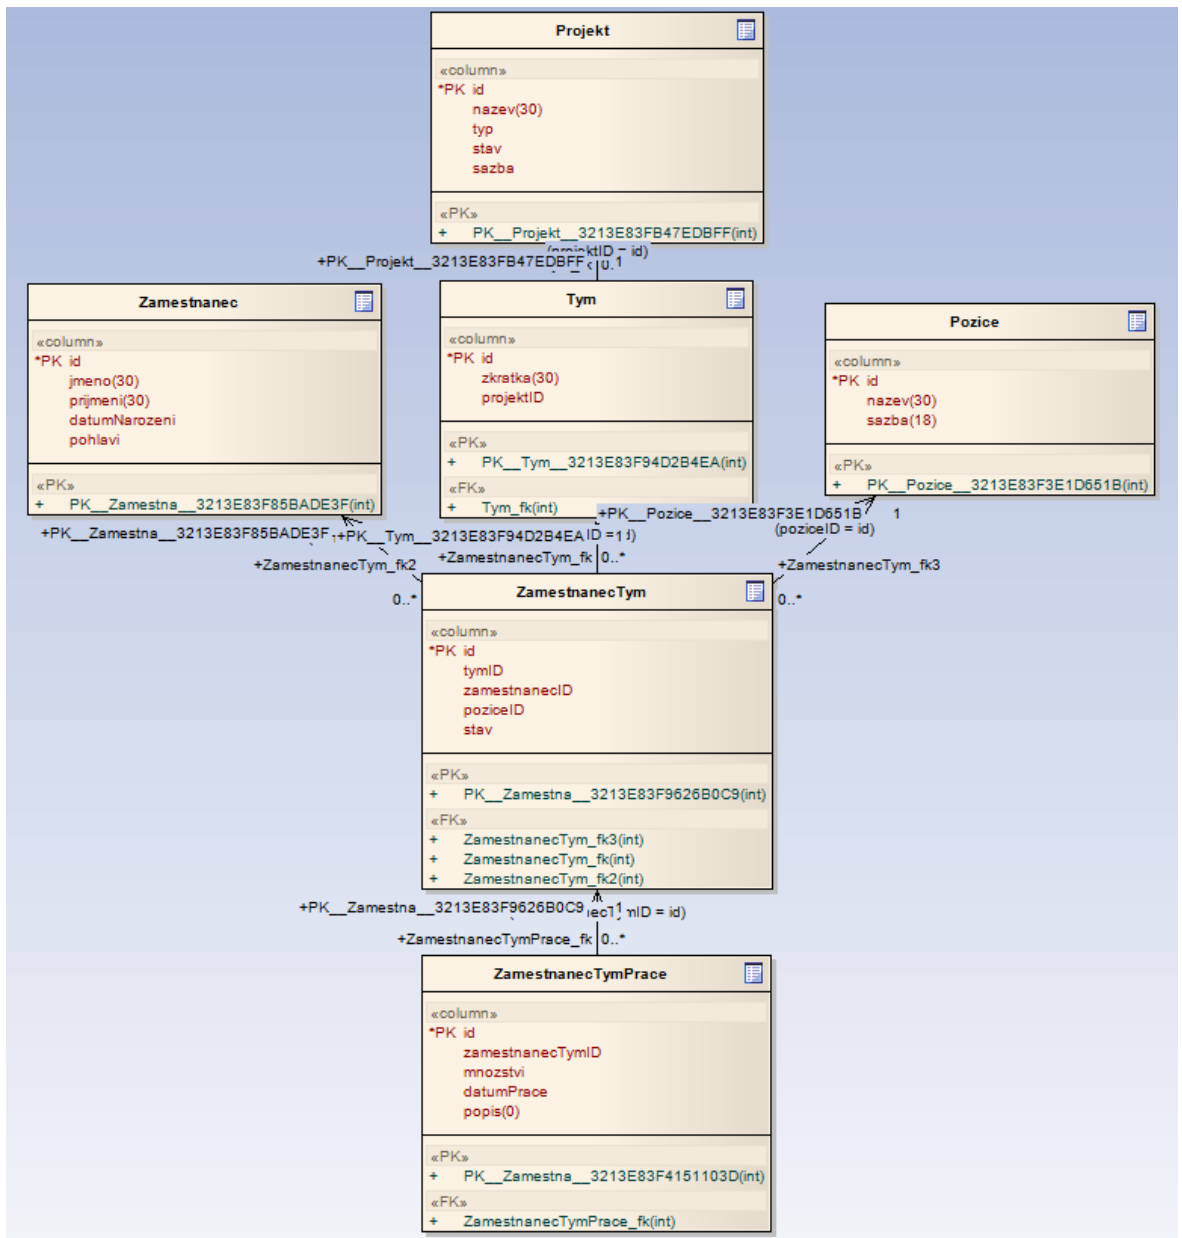 Projekt
«column»
*PK id
nazev(30)
typ
stav
sazba
«PK»
+ PK__Projekt__3213E83FB47EDBFF(int)
(projektID = id)
+PK__Projekt__3213E83FB47EDBFF
0..1
Zamestnanec
«column»
*PK id
jmeno(30)
prijmeni(30)
datumNarozeni
pohlavi
«PK»
+ PK__Zamestna__3213E83F85BADE3F(int)
Tym
«column»
*PK id
zkratka(30)
projektID
«PK»
+ PK__Tym__3213E83F94D2B4EA(int)
«FK»
+ Tym_fk(int)
Pozice
«column»
*PK id
nazev(30)
sazba(18)
«PK»
+ PK__Pozice__3213E83F3E1D651B(int)
+PK__Pozice__3213E83F3E1D651B 1
(poziceID = id)
+PK__Zamestna__3213E83F85BADE3F
+PK__Tym__3213E83F94D2B4EA
+ZamestnanecTym_fk2
0..*
+ZamestnanecTym_fk 0..*
+ZamestnanecTym_fk3
0..*
ZamestnanecTym
«column»
*PK id
tymID
zamestnanecID
poziceID
stav
«PK»
+ PK__Zamestna__3213E83F9626B0C9(int)
«FK»
+ ZamestnanecTym_fk3(int)
+ ZamestnanecTym_fk(int)
+ ZamestnanecTym_fk2(int)
+PK__Zamestna__3213E83F9626B0C9 1
= id)
+ZamestnanecTymPrace_fk 0..*
ZamestnanecTymPrace
«column»
*PK id
zamestnanecTymID
mnozstvi
datumPrace
popis(0)
«PK»
+ PK__Zamestna__3213E83F4151103D(int)
«FK»
+ ZamestnanecTymPrace_fk(int)